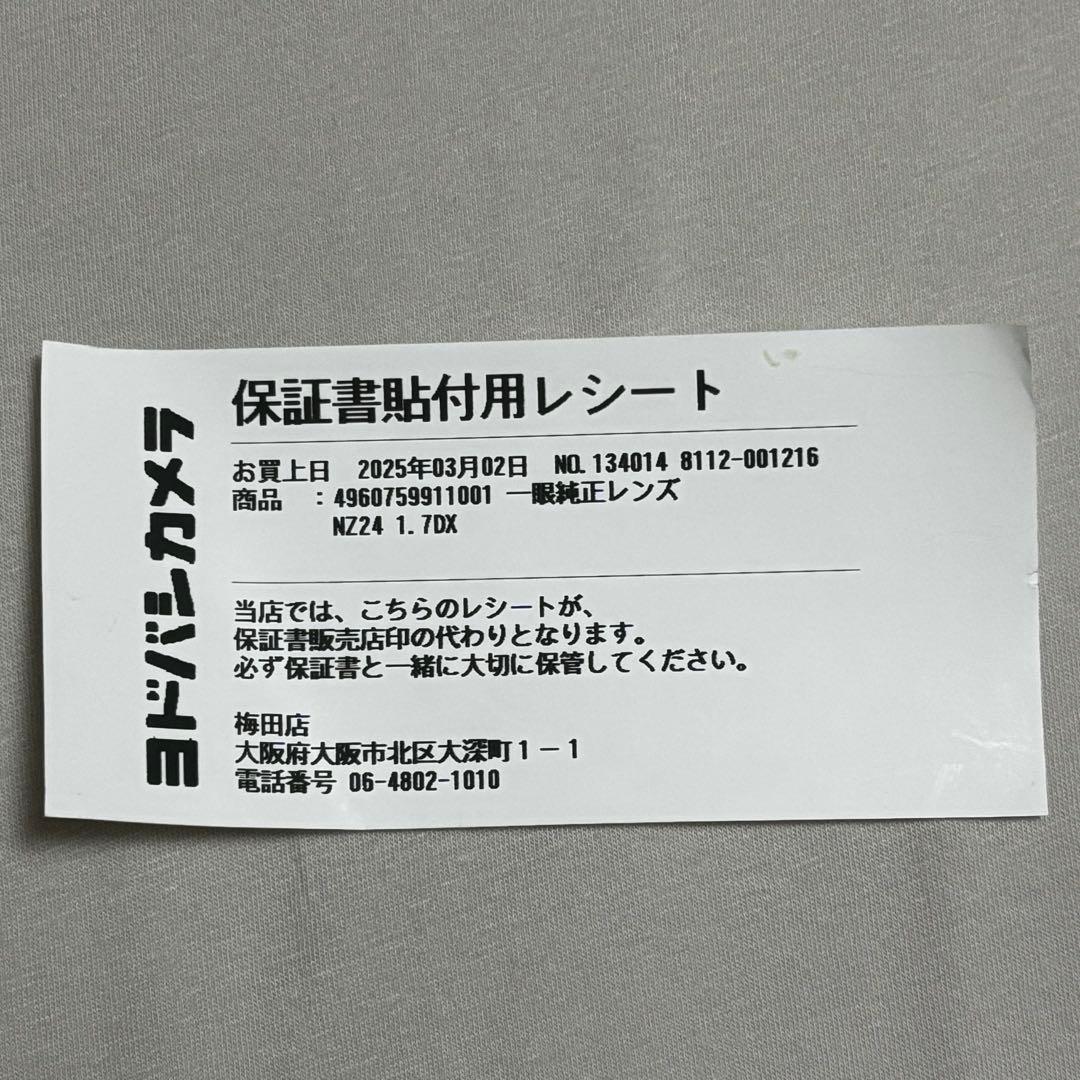 ヨドバシカメラ
保証書貼付用レシート
お買上日 2025年03月02日 NO.134014 8112-001216
商品 :4960759911001 一眼純正レンズ
NZ24 1.7DX
当店では、こちらのレシートが、
保証書販売店印の代わりとなります。
必ず保証書と一緒に大切に保管してください。
梅田店
大阪府大阪市北区大深町1-1
電話番号 06-4802-1010